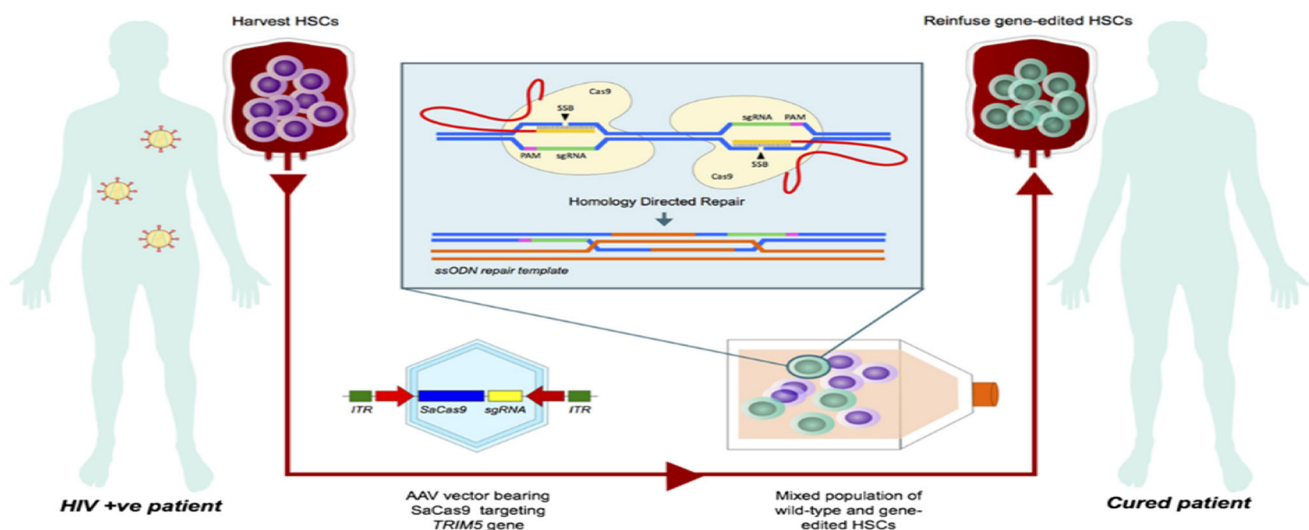 Harvest HSCs
Reinfuse gene-edited HSCs
Cas9
SSB
sgRNA PAM
PAM sgRNA
SSB
Cas9
Homology Directed Repair
ssODN repair template
ITR SaCas9 sgRNA ITR
HIV +ve patient
AAV vector bearing
SaCas9 targeting
TRIM5 gene
Mixed population of
wild-type and gene-
edited HSCs
Cured patient